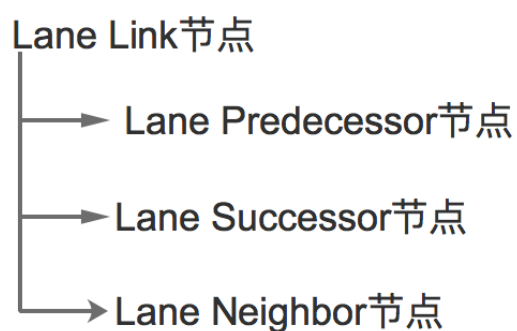 Lane Link节点
Lane Predecessor节点
Lane Successor节点
Lane Neighbor节点